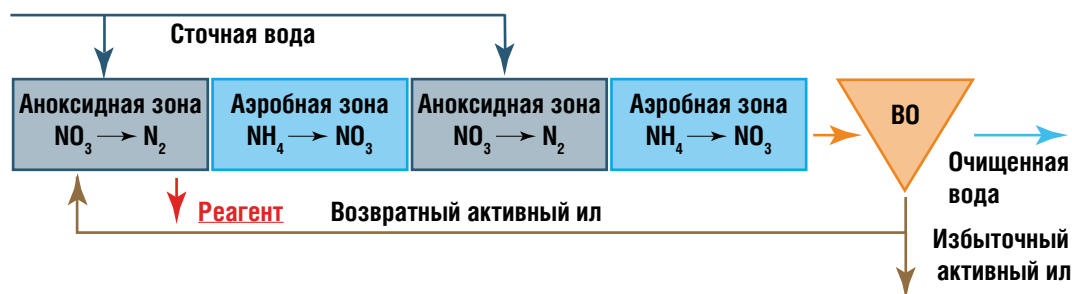 Сточная вода
Аноксидная зона
NO₃ → N₂
Аэробная зона
NH₄ → NO₃
Аноксидная зона
NO₃ → N₂
Аэробная зона
NH₄ → NO₃
ВО
Очищенная
вода
Реагент
Возвратный активный ил
Избыточный
активный ил